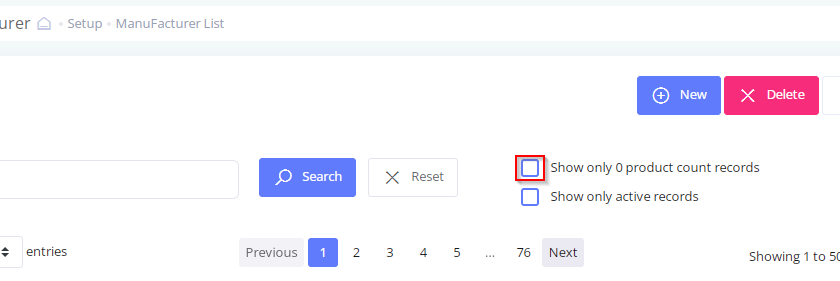 urer Setup ManuFacturer List
New Delete
Search Reset Show only 0 product count records
Show only active records
entries Previous 1 2 3 4 5 ... 76 Next Showing 1 to 50